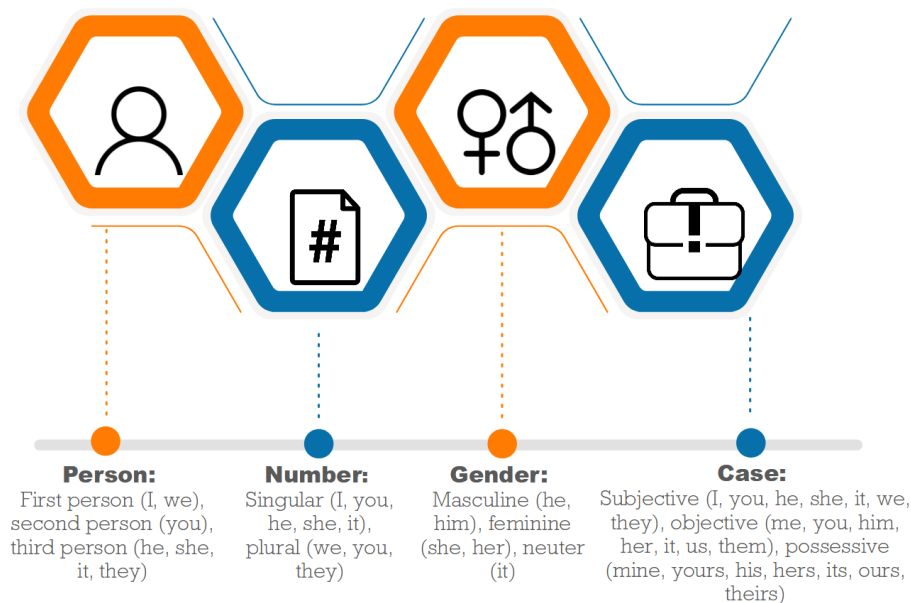 #
Person:
First person (I, we),
second person (you),
third person (he, she,
it, they)
Number:
Singular (I, you,
he, she, it),
plural (we, you,
they)
Gender:
Masculine (he,
him), feminine
(she, her), neuter
(it)
Case:
Subjective (I, you, he, she, it, we,
they), objective (me, you, him,
her, it, us, them), possessive
(mine, yours, his, hers, its, ours,
theirs)